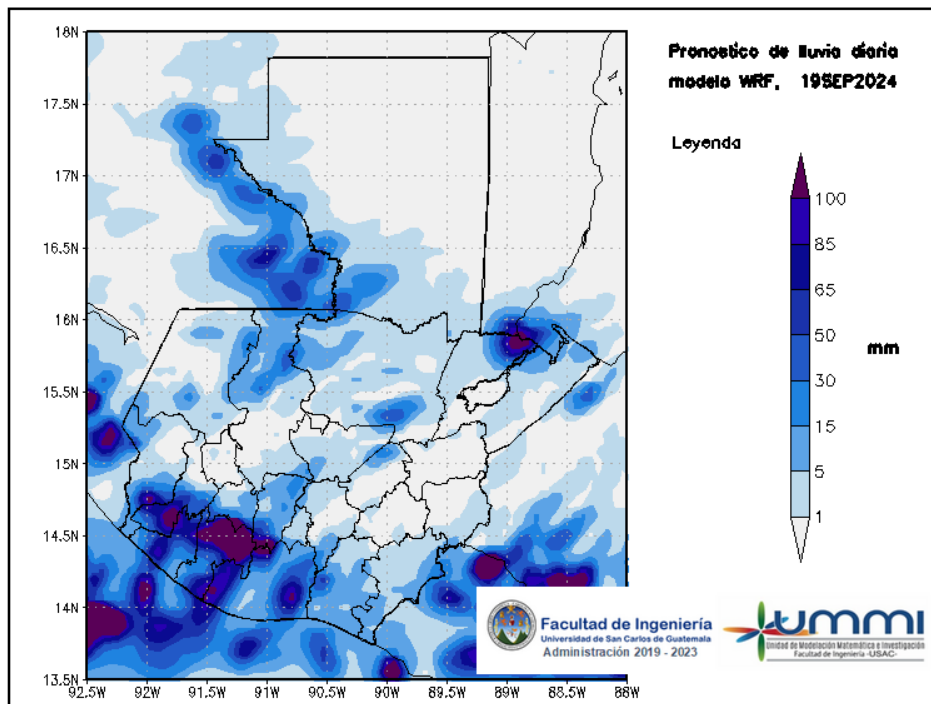 Pronostico de lluvia diaria
modelo WRF, 19SEP2024
Leyenda
100
85
65
50
30
15
5
1
mm
18N
17.5N
17N
16.5N
16N
15.5N
15N
14.5N
14N
13.5N
92.5W
92W
91.5W
91W
90.5W
90W
89.5W
89W
88.5W
88W
Facultad de Ingeniería
Universidad de San Carlos de Guatemala
Administración 2019 - 2023
UMMI
Unidad de Modelación Matemática e Investigación
Facultad de Ingeniería -USAC-